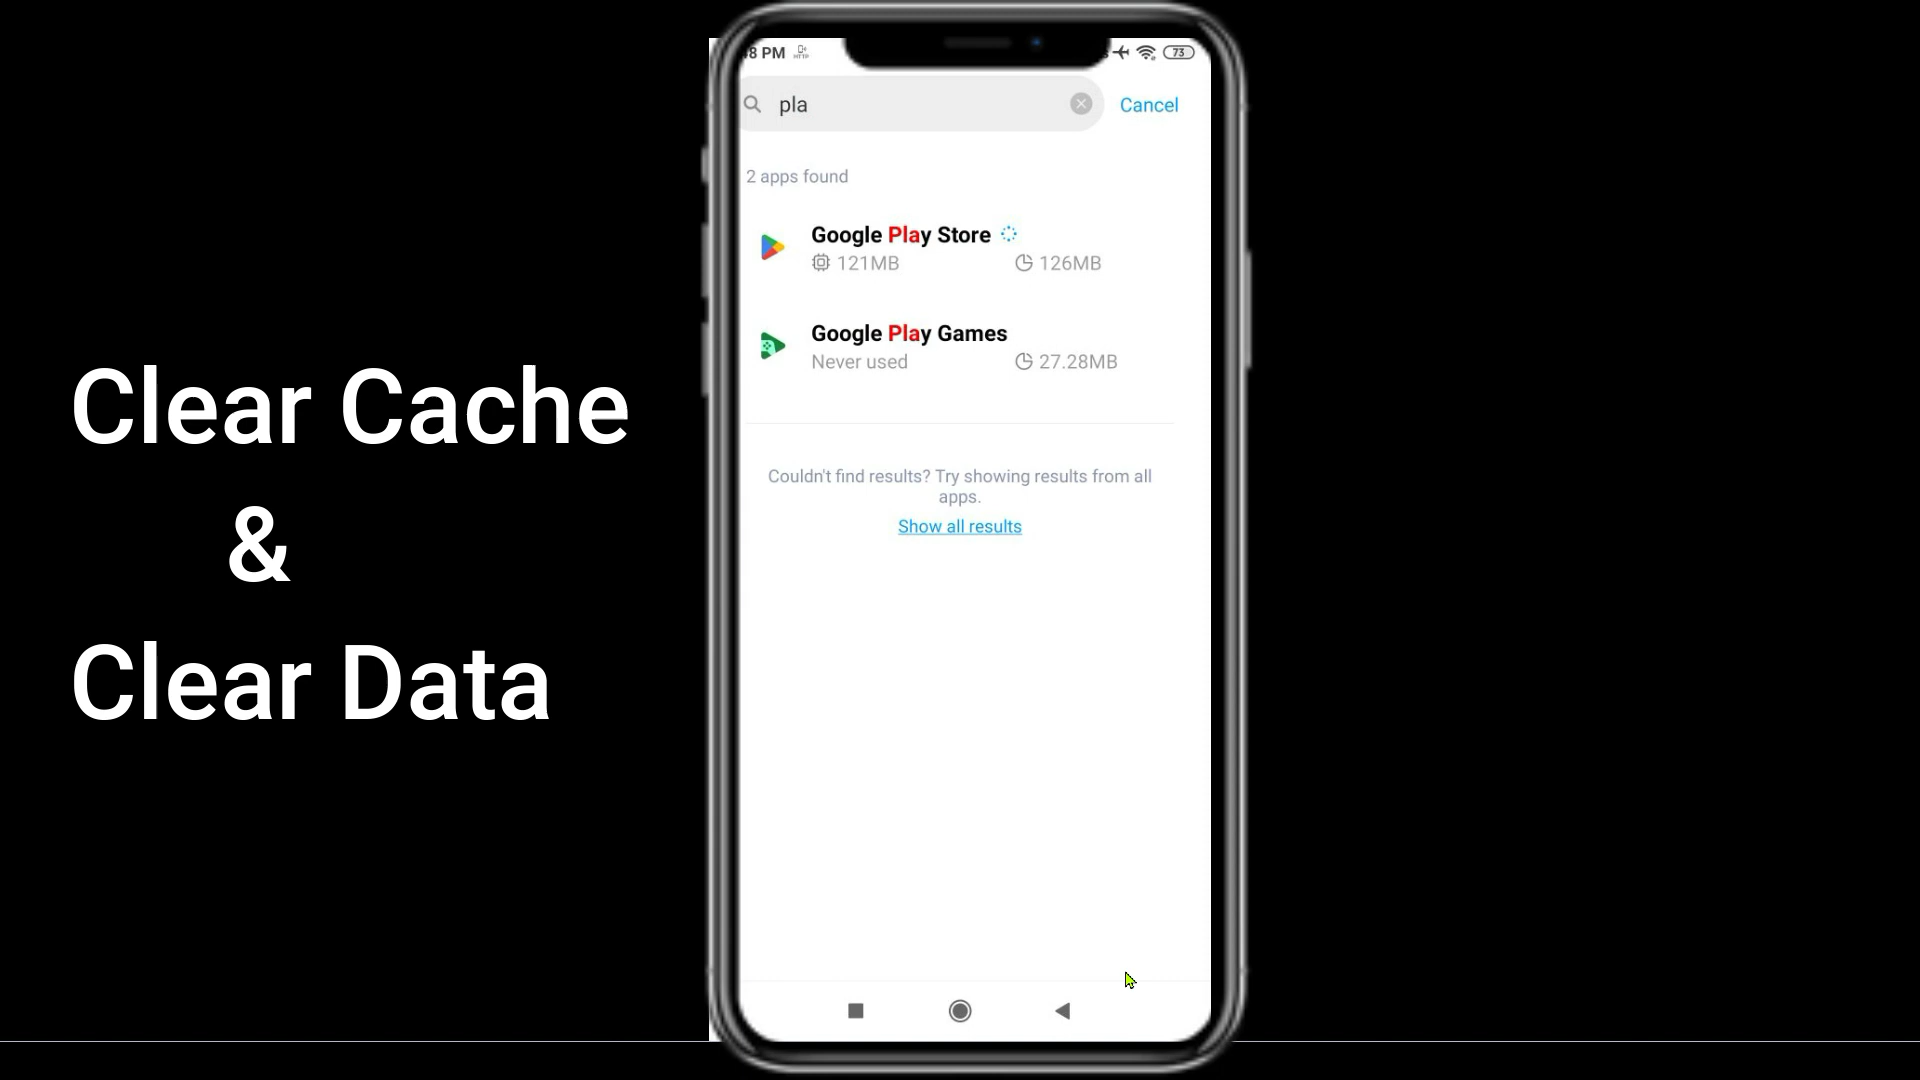 8 PM
73
pla
Cancel
2 apps found
Google Play Store
121MB 126MB
Google Play Games
Never used 27.28MB
Couldn't find results? Try showing results from all
apps.
Show all results
Clear Cache
&
Clear Data